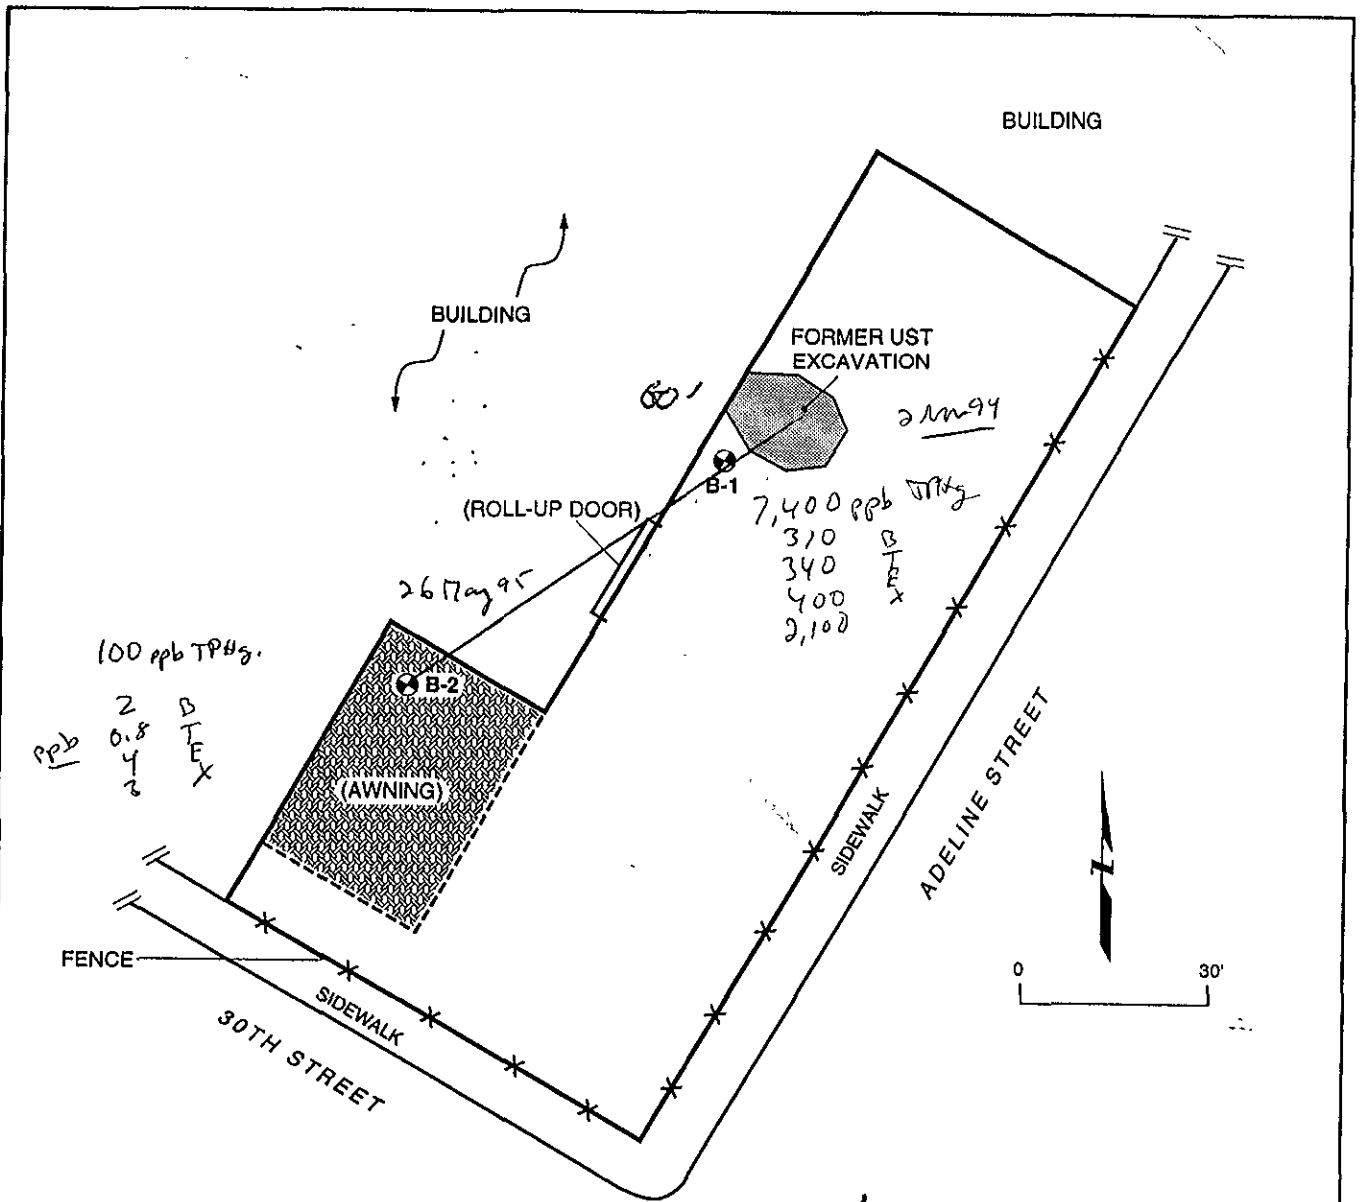 BUILDING
BUILDING
FORMER UST
EXCAVATION
B-1
7,400 ppb TPHg
310 B
340 T
400 E
2,100 X
(ROLL-UP DOOR)
26 May 95
100 ppb TPHg.
2 B
ppb 0.8 T
4 E
3 X
B-2
(AWNING)
SIDEWALK
ADELINE STREET
FENCE
SIDEWALK
30TH STREET
0 30'